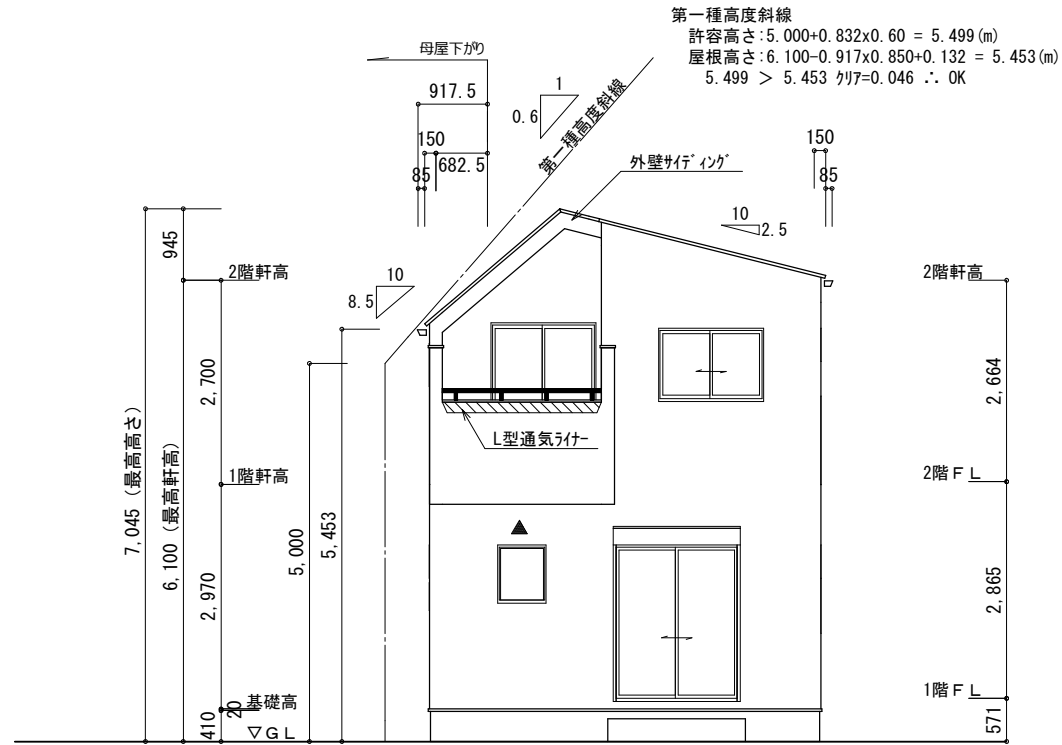 第一種高度斜線
許容高さ:5.000+0.832x0.60 = 5.499(m)
屋根高さ:6.100-0.917x0.850+0.132 = 5.453(m)
5.499 > 5.453 ｸﾘｱ=0.046 ∴ OK
母屋下がり
917.5
1
0.6
第一種高度斜線
150
682.5
85
外壁ｻｲﾃﾞｨﾝｸﾞ
150
85
10
2.5
945
2階軒高
2階軒高
10
8.5
2,700
2,664
L型通気ﾗｲﾅｰ
1階軒高
2階ＦＬ
7,045 (最高高さ)
6,100 (最高軒高)
5,000
5,453
2,970
2,865
1階ＦＬ
基礎高
20
410
▽ＧＬ
571